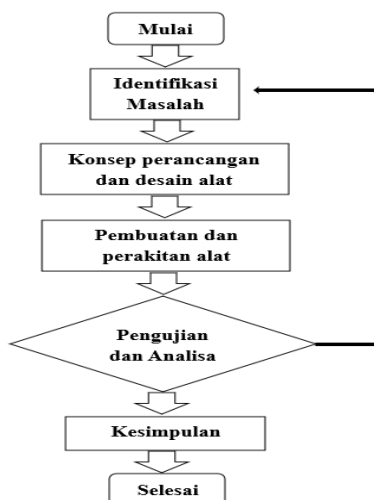 Mulai
Identifikasi
Masalah
Konsep perancangan
dan desain alat
Pembuatan dan
perakitan alat
Pengujian
dan Analisa
Kesimpulan
Selesai